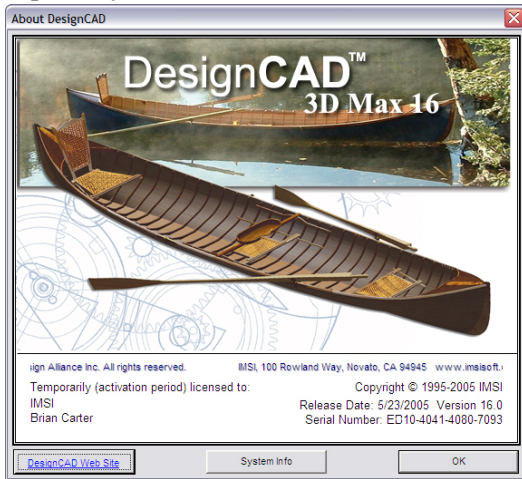 About DesignCAD
DesignCAD™
3D Max 16
ign Alliance Inc. All rights reserved. IMSI, 100 Rowland Way, Novato, CA 94945 www.imsisoft.
Temporarily (activation period) licensed to:
IMSI
Brian Carter
Copyright © 1995-2005 IMSI
Release Date: 5/23/2005 Version 16.0
Serial Number: ED10-4041-4080-7093
DesignCAD Web Site
System Info
OK